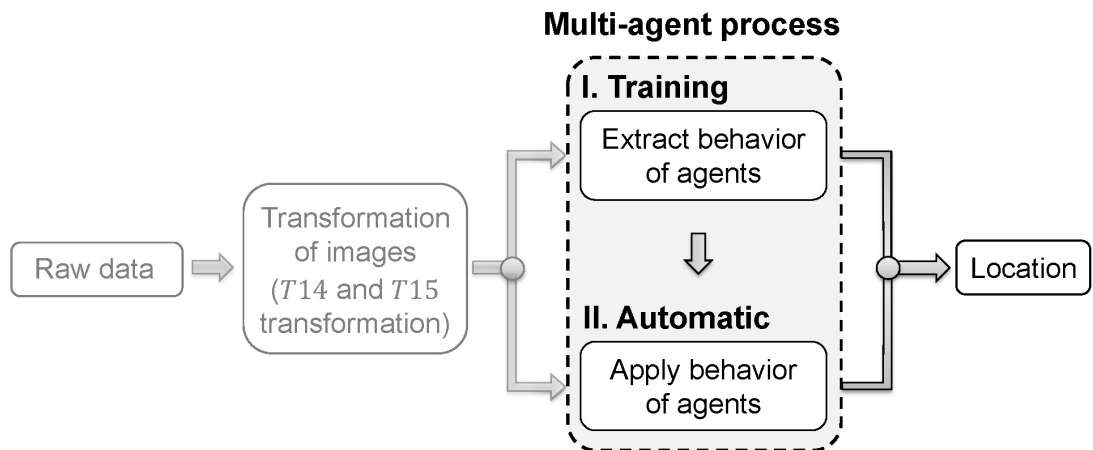 Multi-agent process
I. Training
Extract behavior
of agents
Transformation
of images
(T14 and T15
transformation)
Raw data
Location
II. Automatic
Apply behavior
of agents